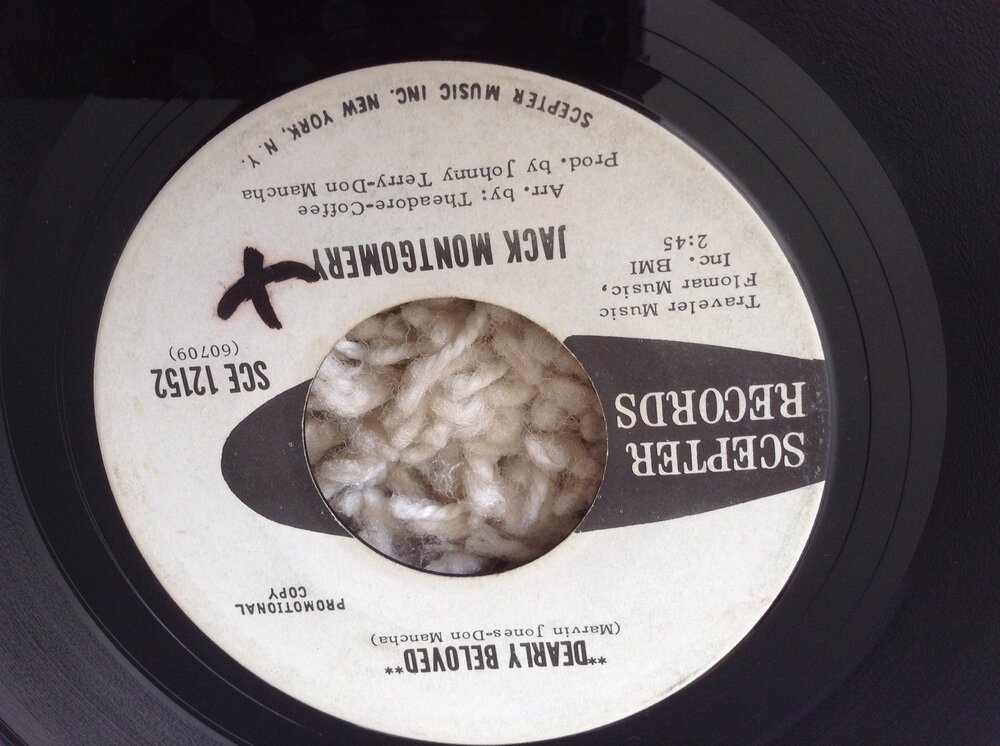 **DEARLY BELOVED**
(Marvin Jones-Don Mancha)
PROMOTIONAL
COPY
SCEPTER
RECORDS
SCE 12152
(60709)
Traveler Music
Flomar Music,
Inc. BMI
2:45
JACK MONTGOMERY
Arr. by: Theadore-Coffee
Prod. by Johnny Terry-Don Mancha
SCEPTER MUSIC INC. NEW YORK, N.Y.